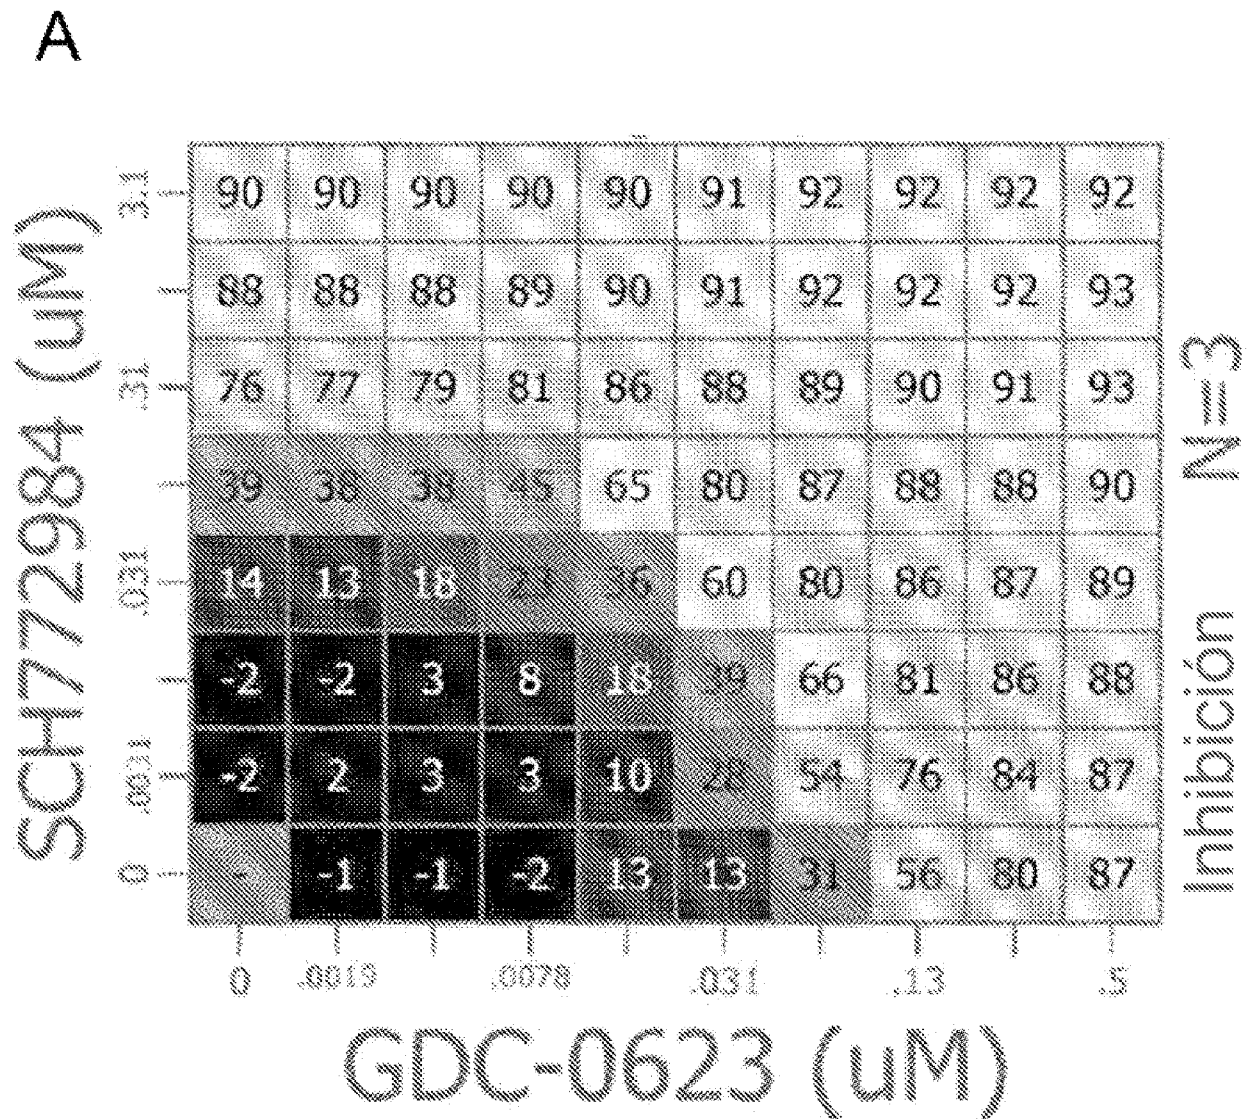 A
SCH772984 (uM)
3.1 90 90 90 90 90 91 92 92 92 92
88 88 88 89 90 91 92 92 92 93
.31 76 77 79 81 86 88 89 90 91 93
39 38 38 45 65 80 87 88 88 90
.031 14 13 18 27 36 60 80 86 87 89
-2 -2 3 8 18 39 66 81 86 88
.0031 -2 2 3 3 10 28 54 76 84 87
0 - -1 -1 -2 13 13 31 56 80 87
0 .0019 .0078 .031 .13 .5
GDC-0623 (uM)
Inhibición N=3